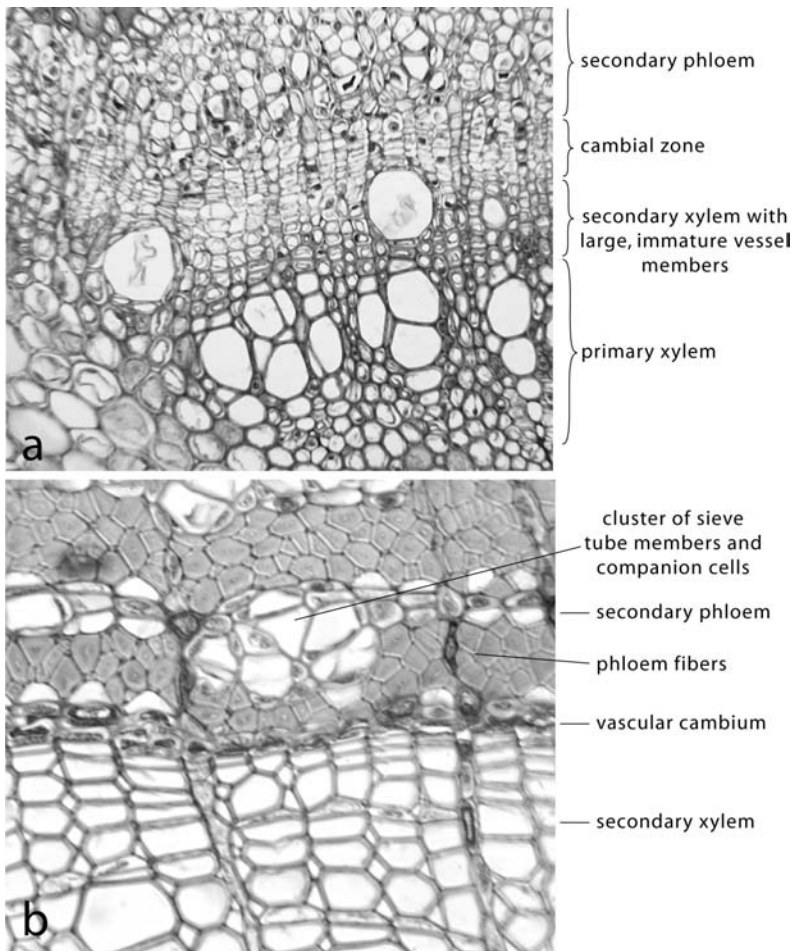 secondary phloem
cambial zone
secondary xylem with
large, immature vessel
members
primary xylem
a
cluster of sieve
tube members and
companion cells
secondary phloem
phloem fibers
vascular cambium
secondary xylem
b